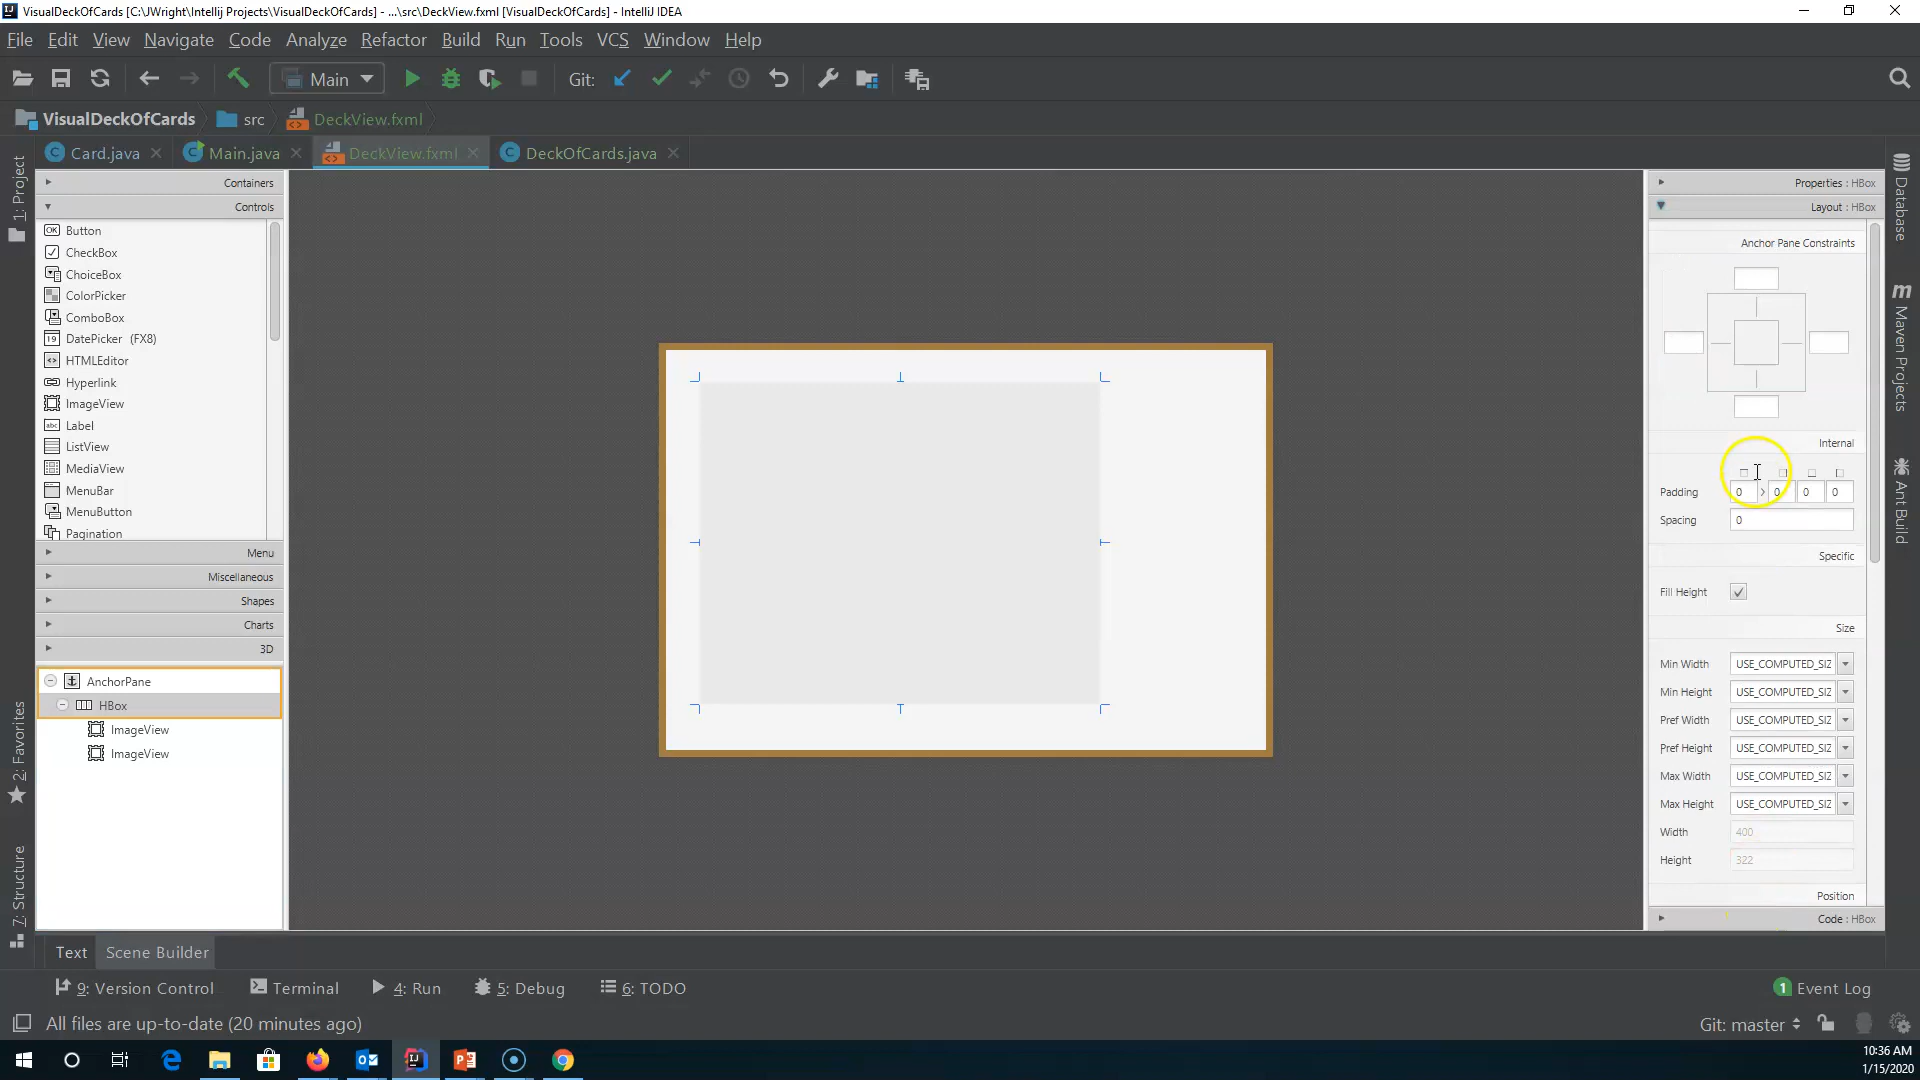 VisualDeckOfCards [C:\JWright\Intellij Projects\VisualDeckOfCards] - ...\src\DeckView.fxml [VisualDeckOfCards] - IntelliJ IDEA
File Edit View Navigate Code Analyze Refactor Build Run Tools VCS Window Help
Main Git:
VisualDeckOfCards src DeckView.fxml
Card.java Main.java DeckView.fxml DeckOfCards.java
1: Project
2: Favorites
7: Structure
Containers
Controls
Button
CheckBox
ChoiceBox
ColorPicker
ComboBox
DatePicker (FX8)
HTMLEditor
Hyperlink
ImageView
Label
ListView
MediaView
MenuBar
MenuButton
Pagination
Menu
Miscellaneous
Shapes
Charts
3D
AnchorPane
HBox
ImageView
ImageView
Properties : HBox
Layout : HBox
Anchor Pane Constraints
Internal
Padding 0 0 0 0
Spacing 0
Specific
Fill Height
Size
Min Width USE_COMPUTED_SIZ
Min Height USE_COMPUTED_SIZ
Pref Width USE_COMPUTED_SIZ
Pref Height USE_COMPUTED_SIZ
Max Width USE_COMPUTED_SIZ
Max Height USE_COMPUTED_SIZ
Width 400
Height 322
Position
Code : HBox
Database
Maven Projects
Ant Build
Text Scene Builder
9: Version Control Terminal 4: Run 5: Debug 6: TODO 1 Event Log
All files are up-to-date (20 minutes ago) Git: master
10:36 AM
1/15/2020